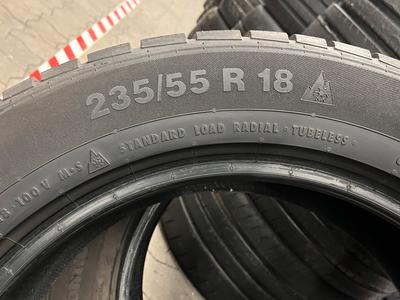 235/55 R 18
100 V M+S STANDARD LOAD RADIAL • TUBELESS •